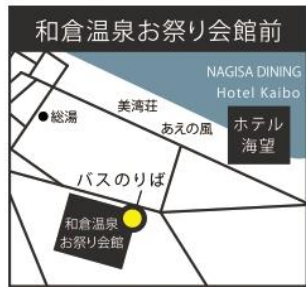 和倉温泉お祭り会館前
NAGISA DINING
Hotel Kaibo
美湾荘
総湯
あえの風
ホテル
海望
バスのりば
和倉温泉
お祭り会館